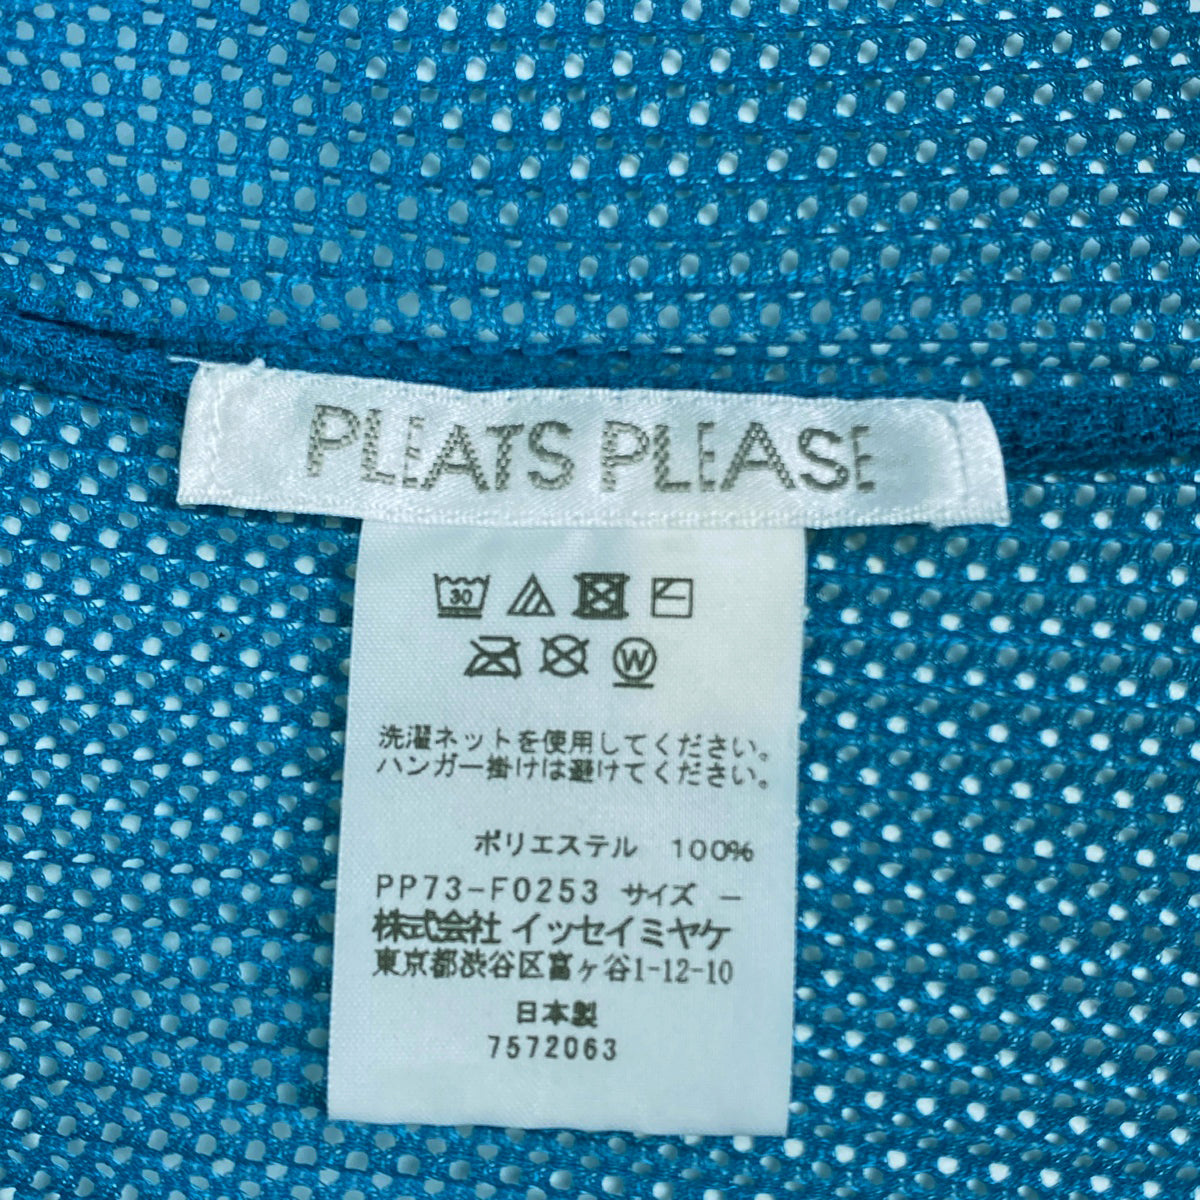 PLEATS PLEASE
30
W
洗濯ネットを使用してください。
ハンガー掛けは避けてください。
ポリエステル 100%
PP73-F0253 サイズ –
株式会社 イッセイミヤケ
東京都渋谷区富ヶ谷1-12-10
日本製
7572063